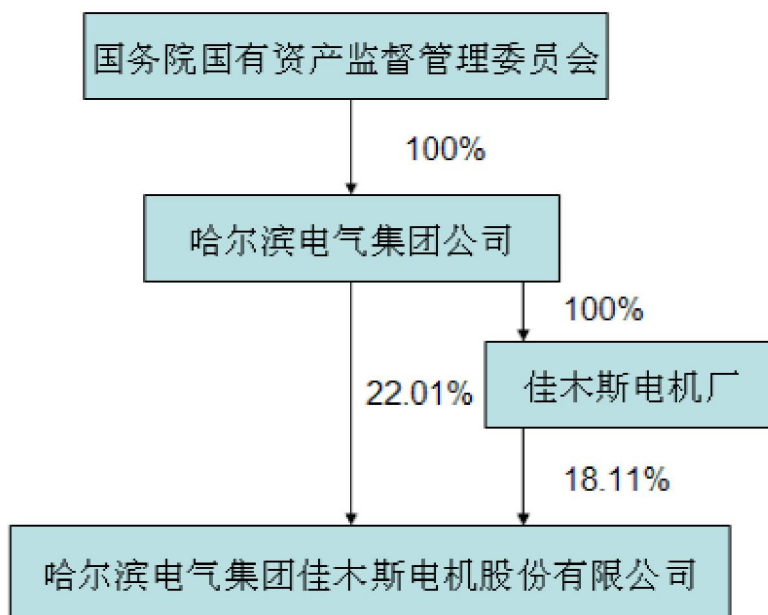 国务院国有资产监督管理委员会
100%
哈尔滨电气集团公司
100%
22.01%
佳木斯电机厂
18.11%
哈尔滨电气集团佳木斯电机股份有限公司